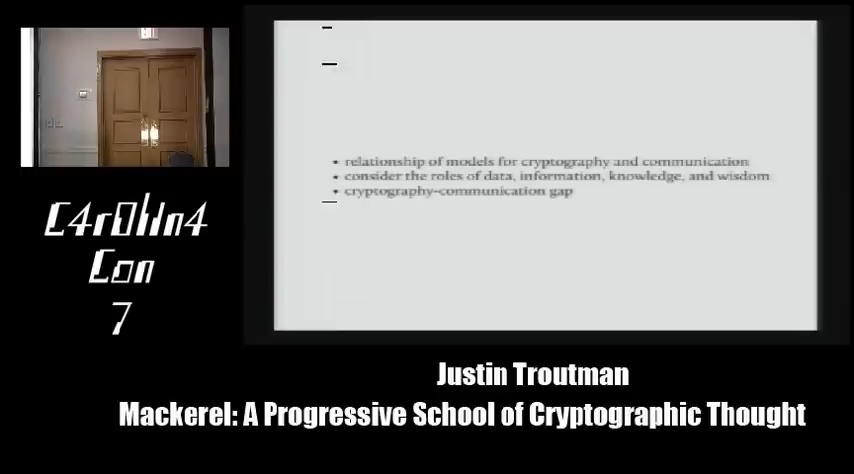 • relationship of models for cryptography and communication
• consider the roles of data, information, knowledge, and wisdom
• cryptography-communication gap
C4r0l1n4
Con
7
Justin Troutman
Mackerel: A Progressive School of Cryptographic Thought